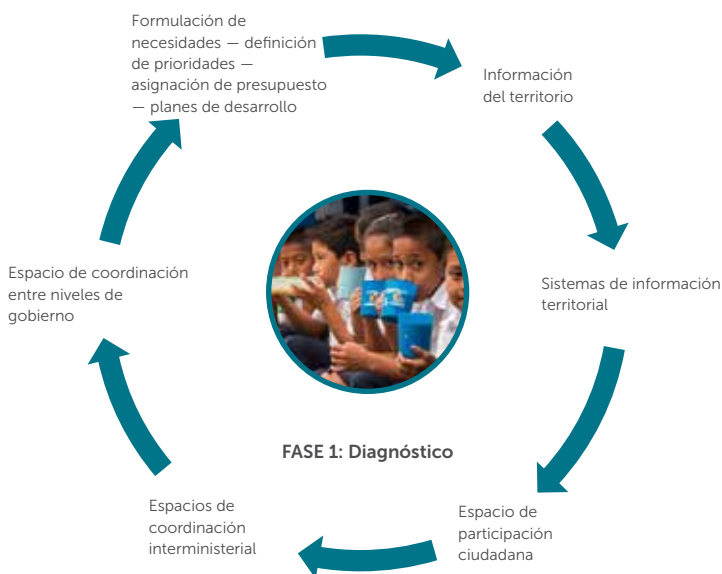 Formulación de
necesidades — definición
de prioridades —
asignación de presupuesto
— planes de desarrollo
Información
del territorio
Sistemas de información
territorial
Espacio de
participación
ciudadana
Espacios de
coordinación
interministerial
Espacio de coordinación
entre niveles de
gobierno
FASE 1: Diagnóstico